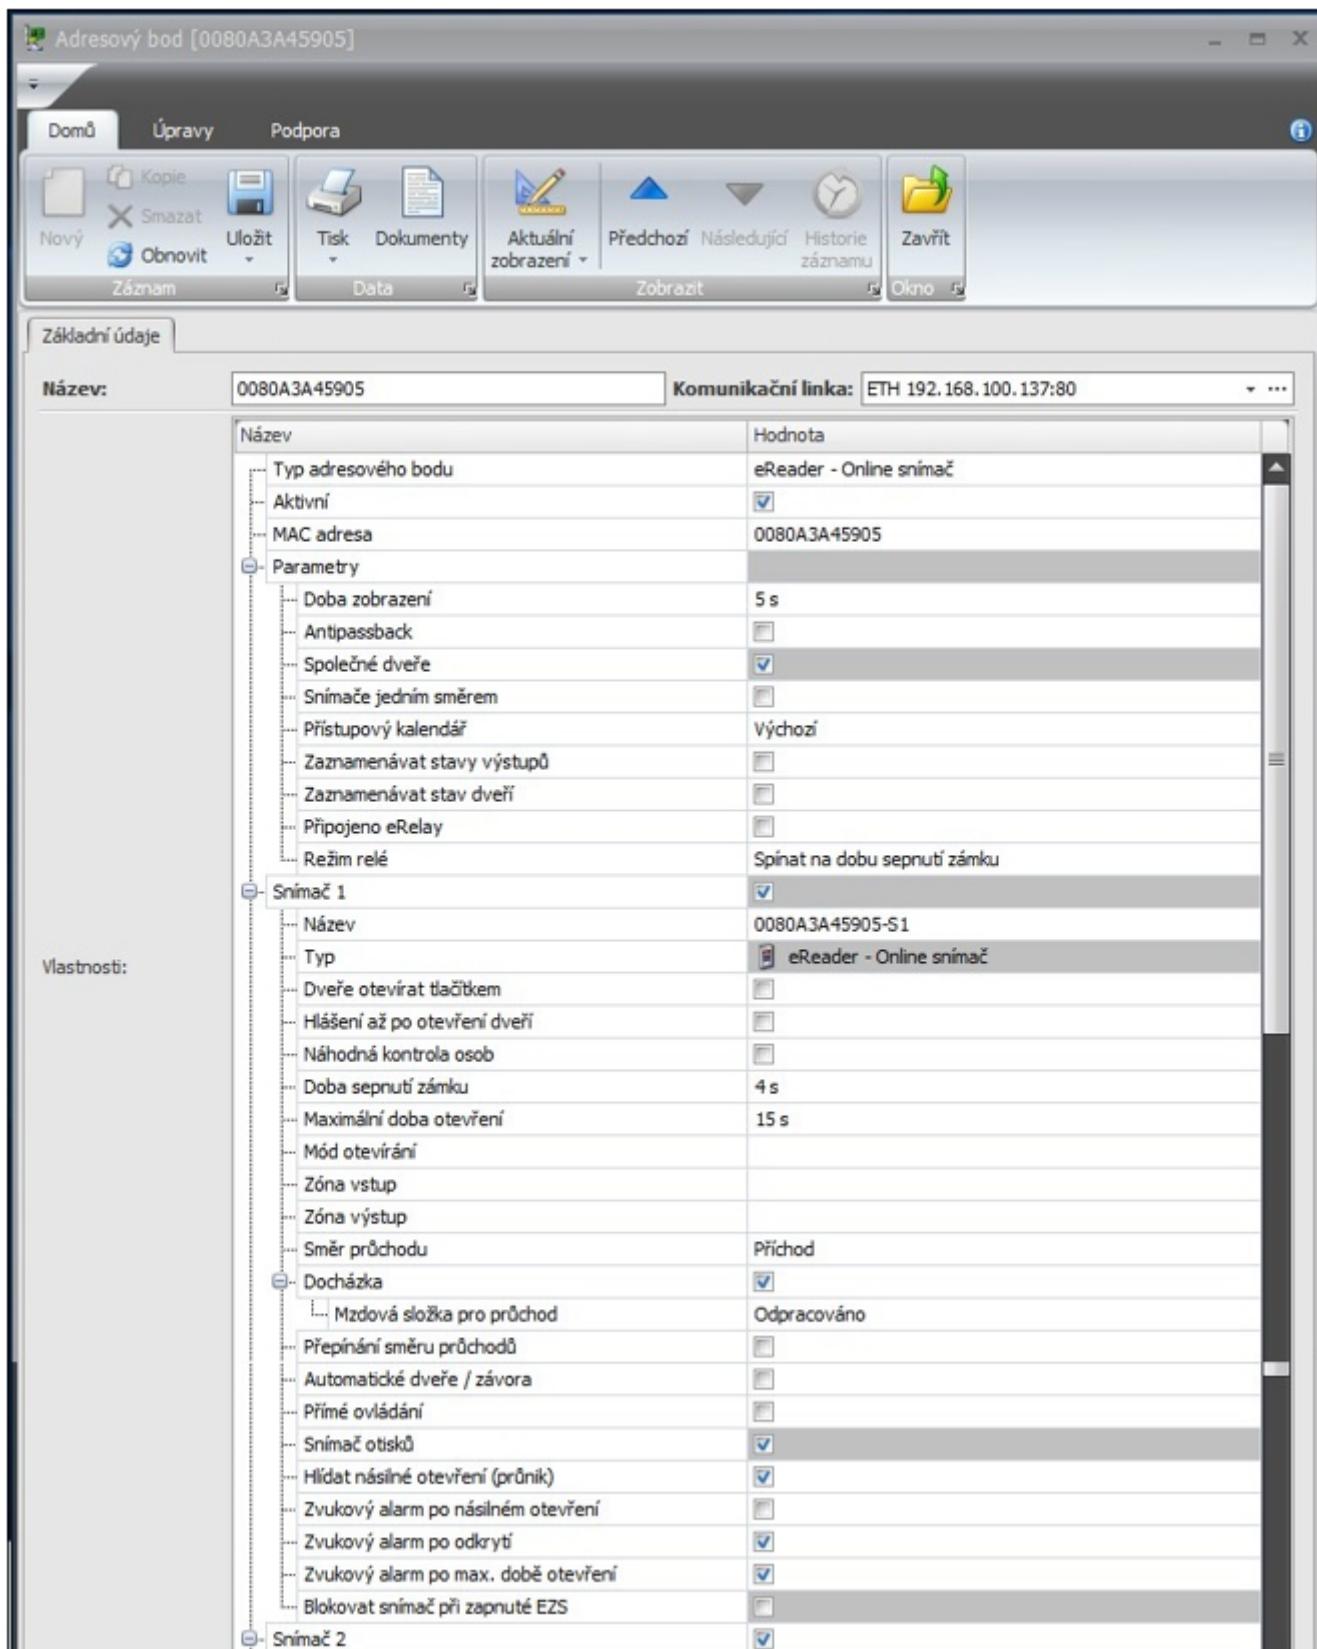 Adresový bod [0080A3A45905]
Domů Úpravy Podpora
Nový Kopie Smazat Obnovit Uložit Tisk Dokumenty Aktuální zobrazení Předchozí Následující Historie záznamu Zavřít
Záznam Data Zobrazit Okno
Základní údaje
Název: 0080A3A45905 Komunikační linka: ETH 192.168.100.137:80
Název Hodnota
Typ adresového bodu eReader - Online snímač
Aktivní
MAC adresa 0080A3A45905
Parametry
Doba zobrazení 5 s
Antipassback
Společné dveře
Snímače jedním směrem
Přístupový kalendář Výchozí
Zaznamenávat stavy výstupů
Zaznamenávat stav dveří
Připojeno eRelay
Režim relé Spínat na dobu sepnutí zámku
Snímač 1
Název 0080A3A45905-S1
Vlastnosti: Typ eReader - Online snímač
Dveře otevírat tlačítkem
Hlášení až po otevření dveří
Náhodná kontrola osob
Doba sepnutí zámku 4 s
Maximální doba otevření 15 s
Mód otevírání
Zóna vstup
Zóna výstup
Směr průchodu Příchod
Docházka
Mzdová složka pro průchod Odpracováno
Přepínání směru průchodů
Automatické dveře / závora
Přímé ovládání
Snímač otisků
Hlídat násilné otevření (průnik)
Zvukový alarm po násilném otevření
Zvukový alarm po odkrytí
Zvukový alarm po max. době otevření
Blokovat snímač při zapnuté EZS
Snímač 2